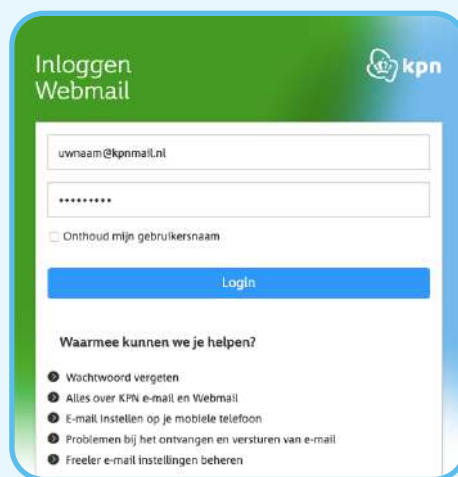 Inloggen
Webmail
kpn
uwnaam@kpnmail.nl
•••••••••
Onthoud mijn gebruikersnaam
Login
Waarmee kunnen we je helpen?
Wachtwoord vergeten
Alles over KPN e-mail en Webmail
E-mail instellen op je mobiele telefoon
Problemen bij het ontvangen en versturen van e-mail
Freeler e-mail instellingen beheren